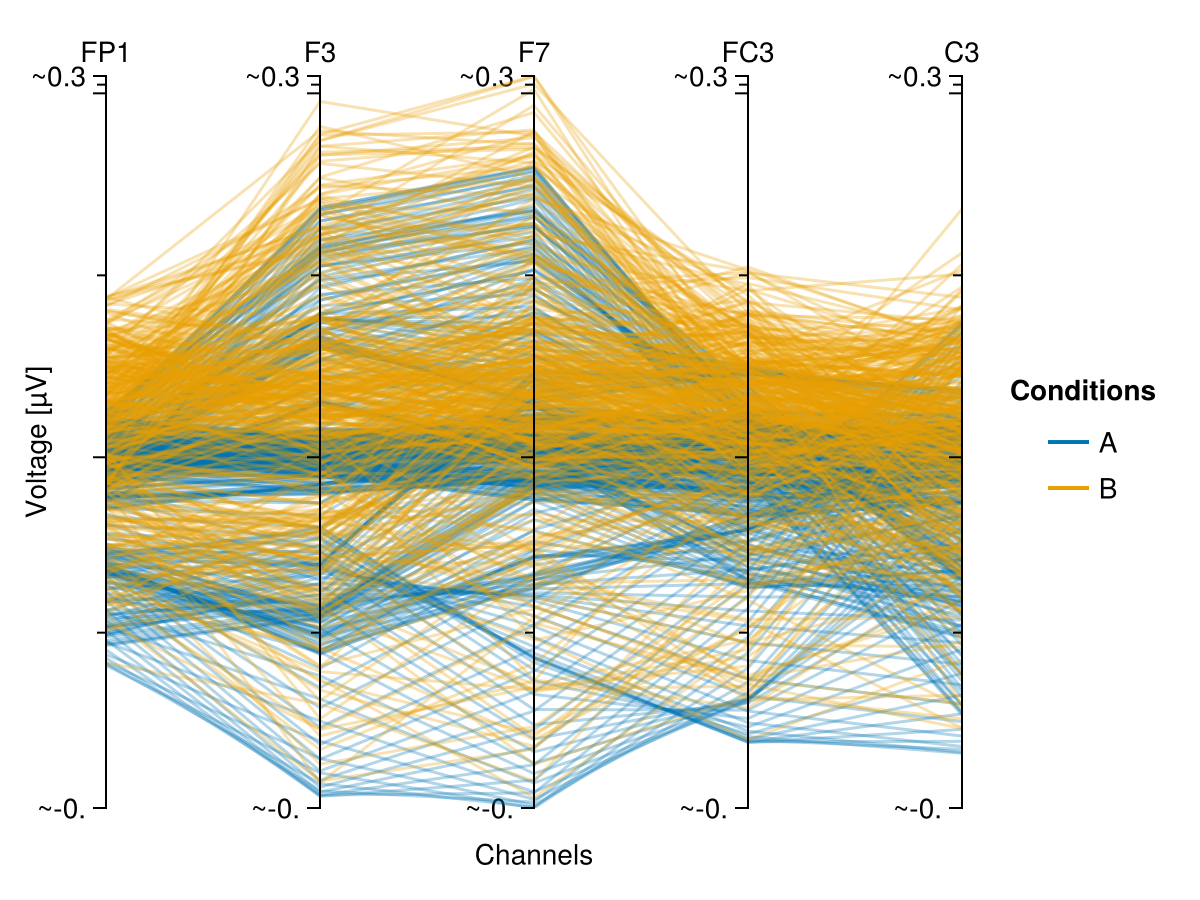 FP1 F3 F7 FC3 C3
~0.3 ~0.3 ~0.3 ~0.3 ~0.3
Voltage [µV]
~-0. ~-0. ~-0. ~-0. ~-0.
Channels
Conditions
A
B